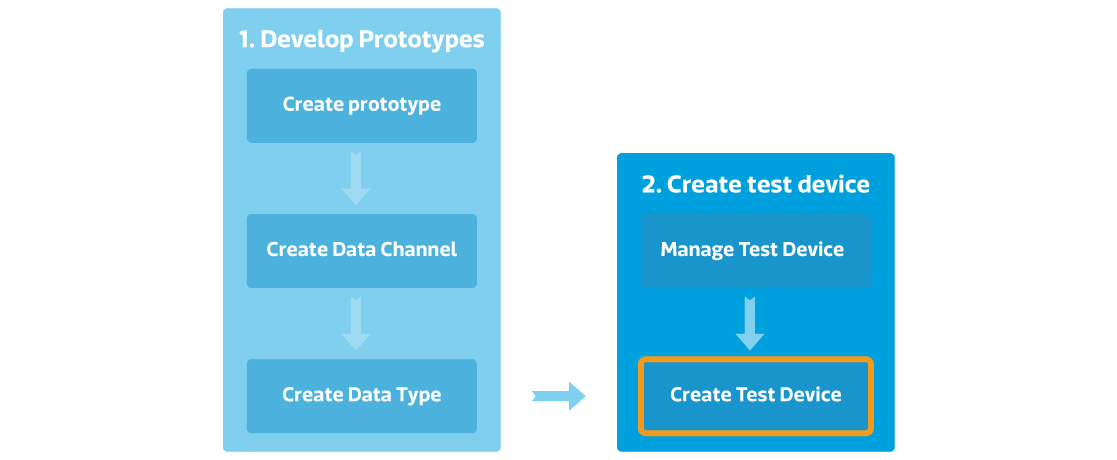 1. Develop Prototypes
Create prototype
Create Data Channel
Create Data Type
2. Create test device
Manage Test Device
Create Test Device